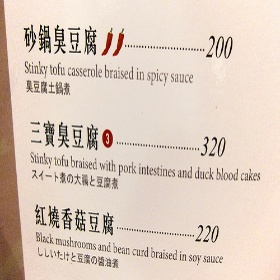 砂鍋臭豆腐 ........................ 200
Stinky tofu casserole braised in spicy sauce
臭豆腐土鍋煮
三寶臭豆腐 3 ........................ 320
Stinky tofu braised with pork intestines and duck blood cakes
スイート煮の大腸と豆腐煮
紅燒香菇豆腐 ........................ 220
Black mushrooms and bean curd braised in soy sauce
ししいたけと豆腐の醬油煮